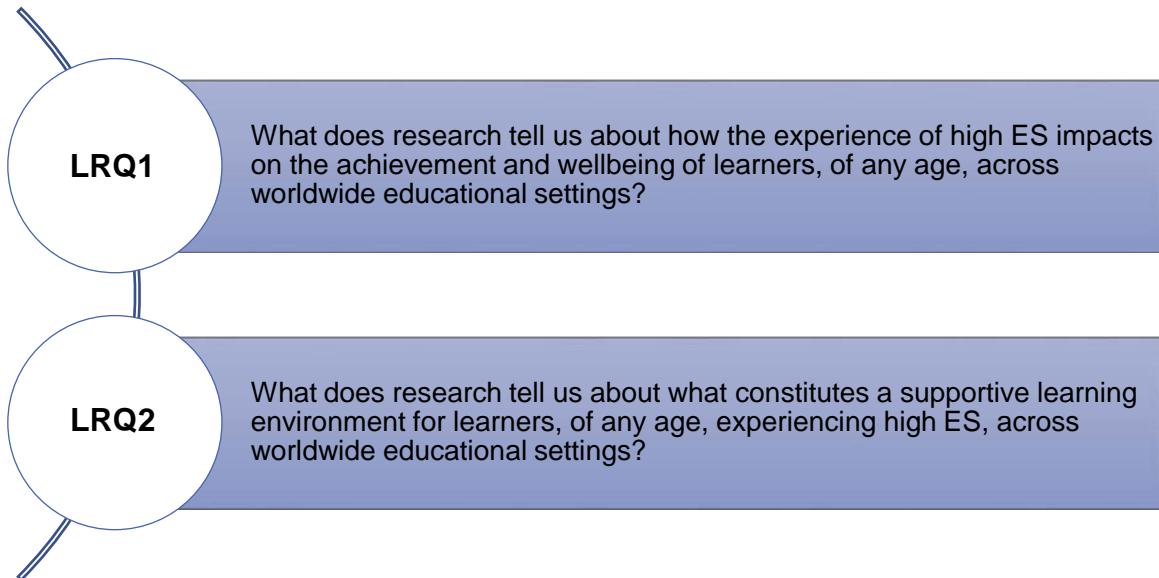 LRQ1
What does research tell us about how the experience of high ES impacts
on the achievement and wellbeing of learners, of any age, across
worldwide educational settings?
LRQ2
What does research tell us about what constitutes a supportive learning
environment for learners, of any age, experiencing high ES, across
worldwide educational settings?